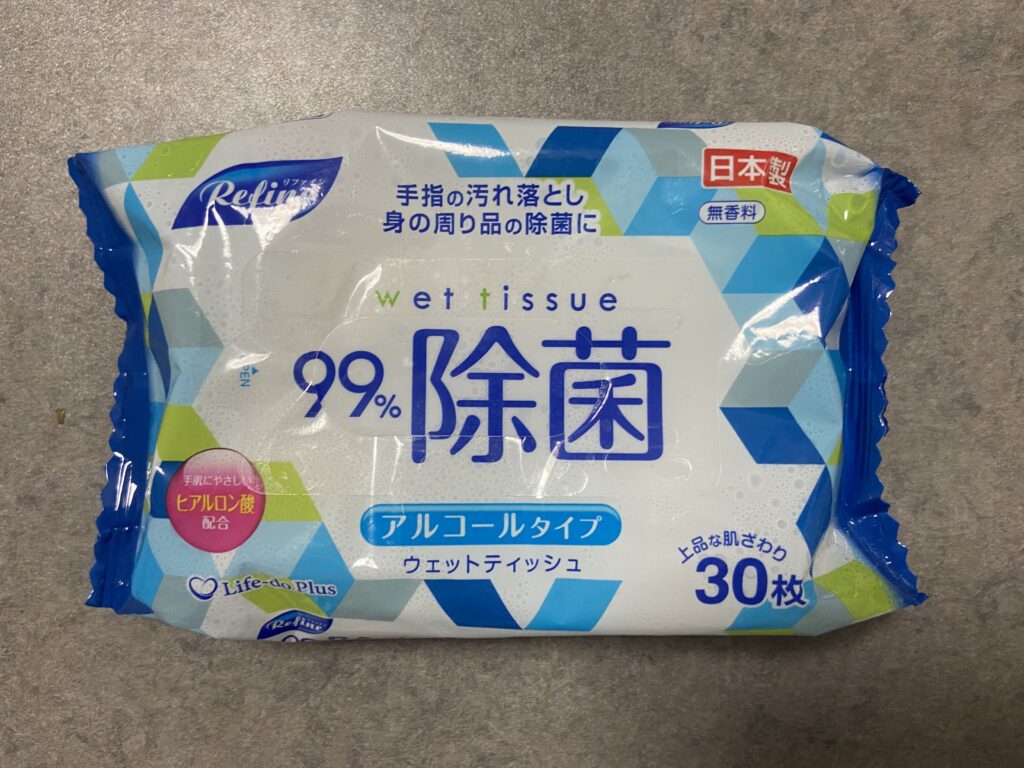 リファイン
Refine
手指の汚れ落とし
身の周り品の除菌に
日本製
無香料
wet tissue
99%除菌
OPEN
手肌にやさしい
ヒアルロン酸
配合
アルコールタイプ
ウェットティッシュ
上品な肌ざわり
30枚
Life-do Plus
Refine